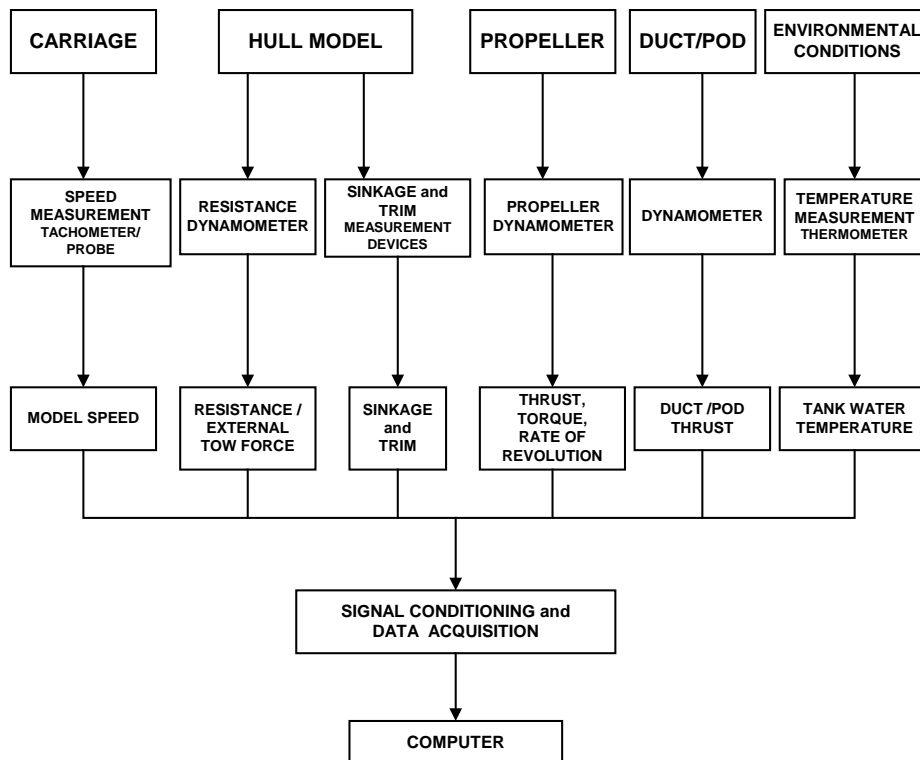 CARRIAGE
HULL MODEL
PROPELLER
DUCT/POD
ENVIRONMENTAL
CONDITIONS
SPEED
MEASUREMENT
TACHOMETER/
PROBE
RESISTANCE
DYNAMOMETER
SINKAGE and
TRIM
MEASUREMENT
DEVICES
PROPELLER
DYNAMOMETER
DYNAMOMETER
TEMPERATURE
MEASUREMENT
THERMOMETER
MODEL SPEED
RESISTANCE /
EXTERNAL
TOW FORCE
SINKAGE
and
TRIM
THRUST,
TORQUE,
RATE OF
REVOLUTION
DUCT /POD
THRUST
TANK WATER
TEMPERATURE
SIGNAL CONDITIONING and
DATA ACQUISITION
COMPUTER